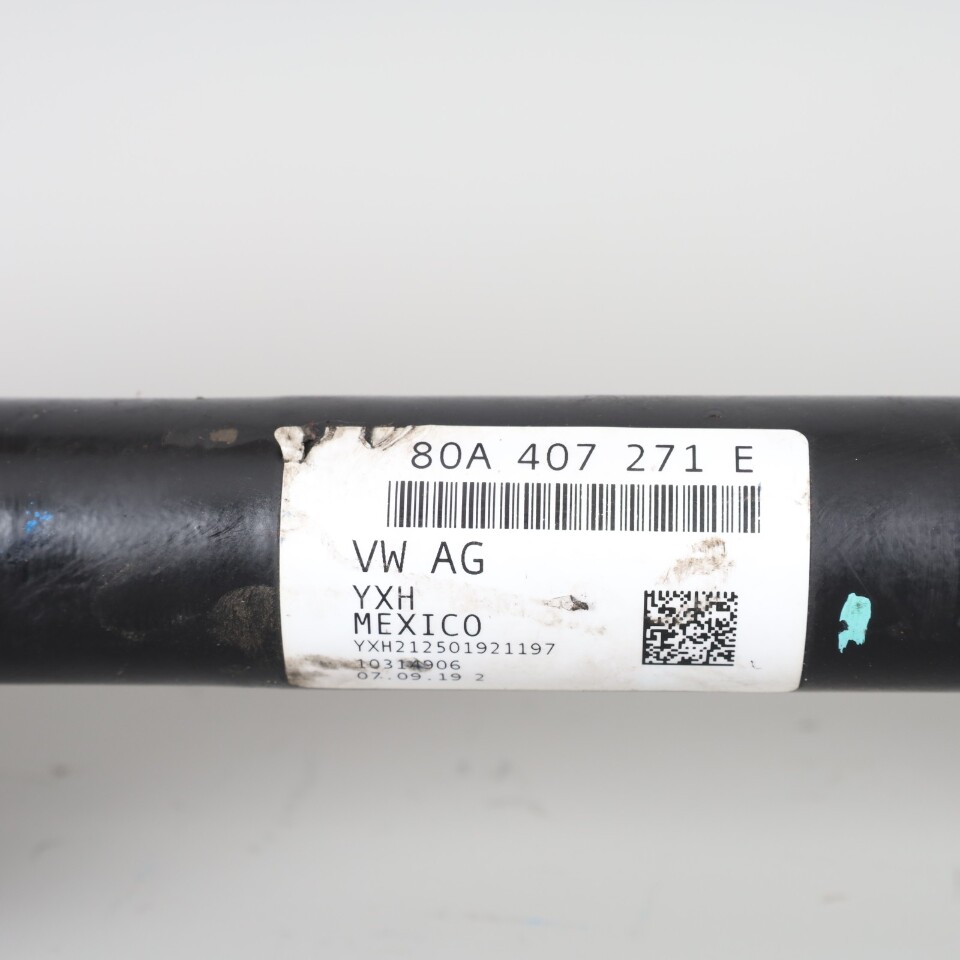 80A 407 271 E
VW AG
YXH
MEXICO
YXH212501921197
10314906
07.09.19 2